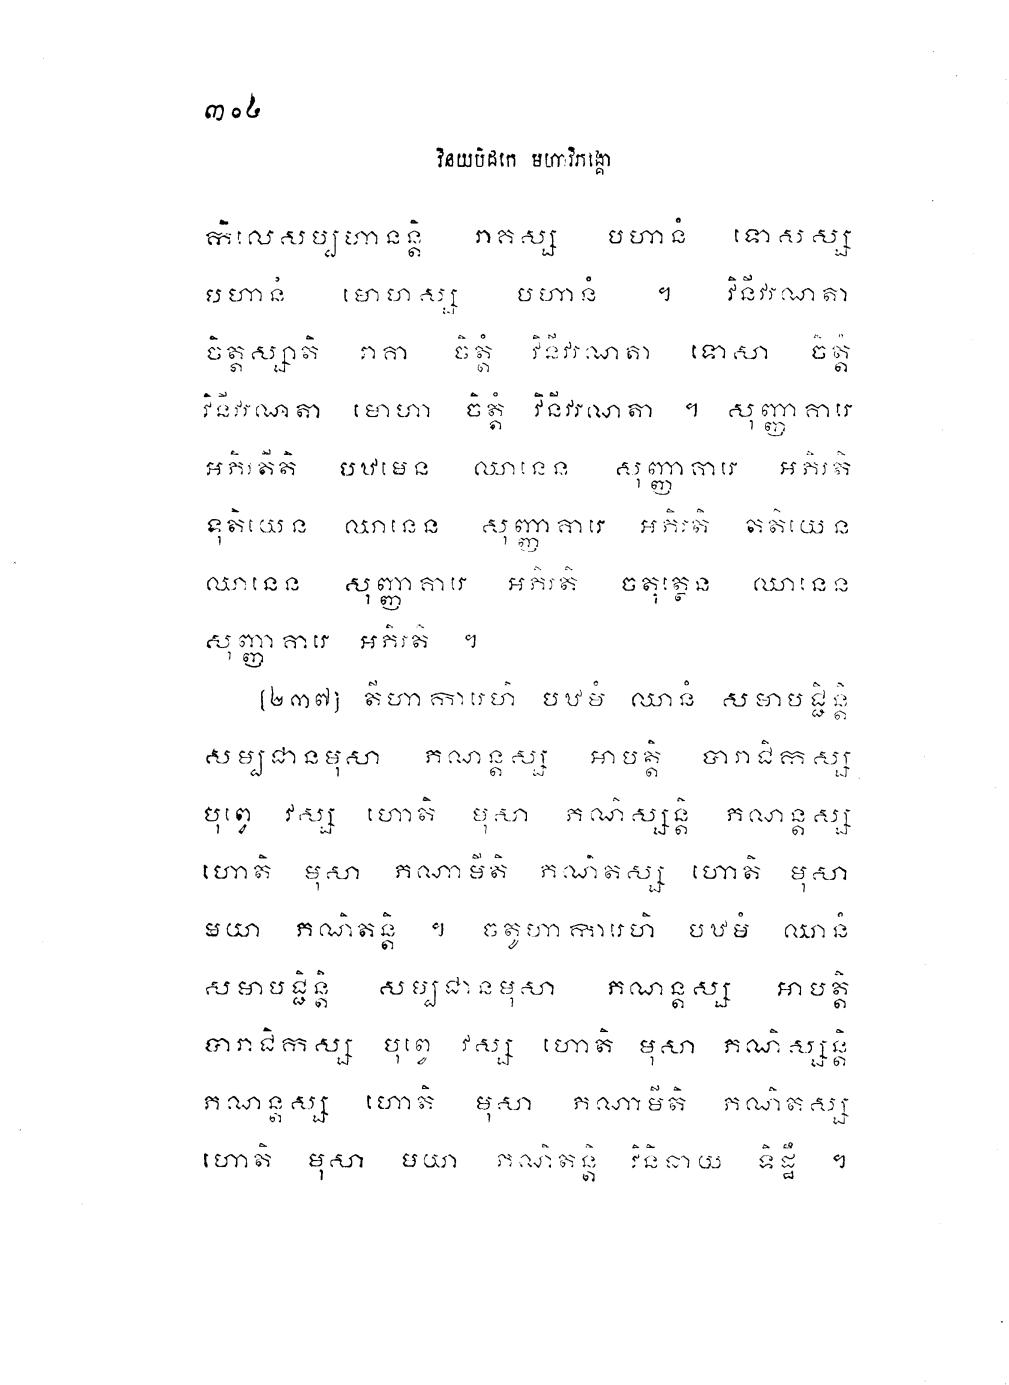 ៣០៤
វិនយបិដកេ មហាវិភង្គោ
កិលេសប្បហានន្តិ រាគស្ស បហានំ ទោសស្ស
បហានំ មោហស្ស បហានំ ។ វិនីវរណតា
ចិត្តស្សាតិ រាគា ចិត្តំ វិនីវរណតា ទោសា ចិត្តំ
វិនីវរណតា មោហា ចិត្តំ វិនីវរណតា ។ សុញ្ញាគារេ
អភិរតីតិ បឋមេន ឈានេន សុញ្ញាគារេ អភិរតិ
ទុតិយេន ឈានេន សុញ្ញាគារេ អភិរតិ តតិយេន
ឈានេន សុញ្ញាគារេ អភិរតិ ចតុត្ថេន ឈានេន
សុញ្ញាគារេ អភិរតិ ។
[២៣៧] តីហាការេហិ បឋមំ ឈានំ សមាបជ្ជិន្តិ
សម្បជានមុសា ភណន្តស្ស អាបត្តិ បារាជិកស្ស
បុព្វេ វស្ស ហោតិ មុសា ភណិស្សន្តិ ភណន្តស្ស
ហោតិ មុសា ភណាមីតិ ភណិតស្ស ហោតិ មុសា
មយា ភណិតន្តិ ។ ចតូហាការេហិ បឋមំ ឈានំ
សមាបជ្ជិន្តិ សម្បជានមុសា ភណន្តស្ស អាបត្តិ
បារាជិកស្ស បុព្វេ វស្ស ហោតិ មុសា ភណិស្សន្តិ
ភណន្តស្ស ហោតិ មុសា ភណាមីតិ ភណិតស្ស
ហោតិ មុសា មយា ភណិតន្តិ វិនិធាយ ទិដ្ឋឹ ។